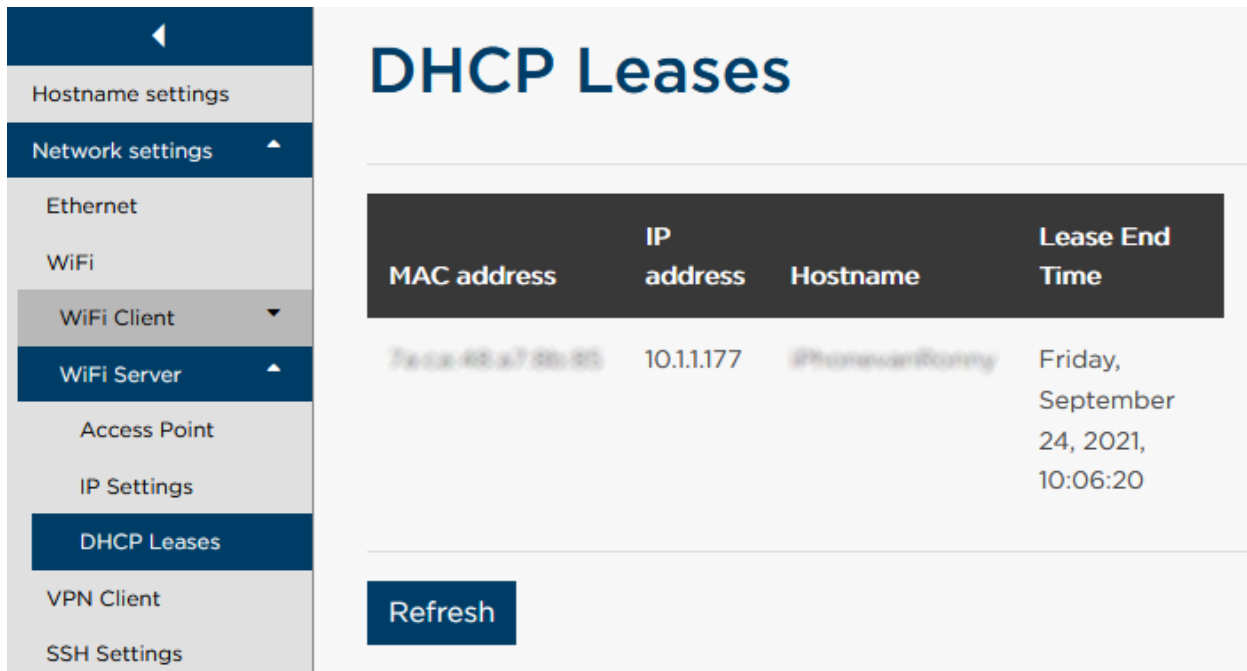 Hostname settings
Network settings
Ethernet
WiFi
WiFi Client
WiFi Server
Access Point
IP Settings
DHCP Leases
VPN Client
SSH Settings
DHCP Leases
MAC address
IP
address
Hostname
Lease End
Time
10.1.1.177
Friday,
September
24, 2021,
10:06:20
Refresh